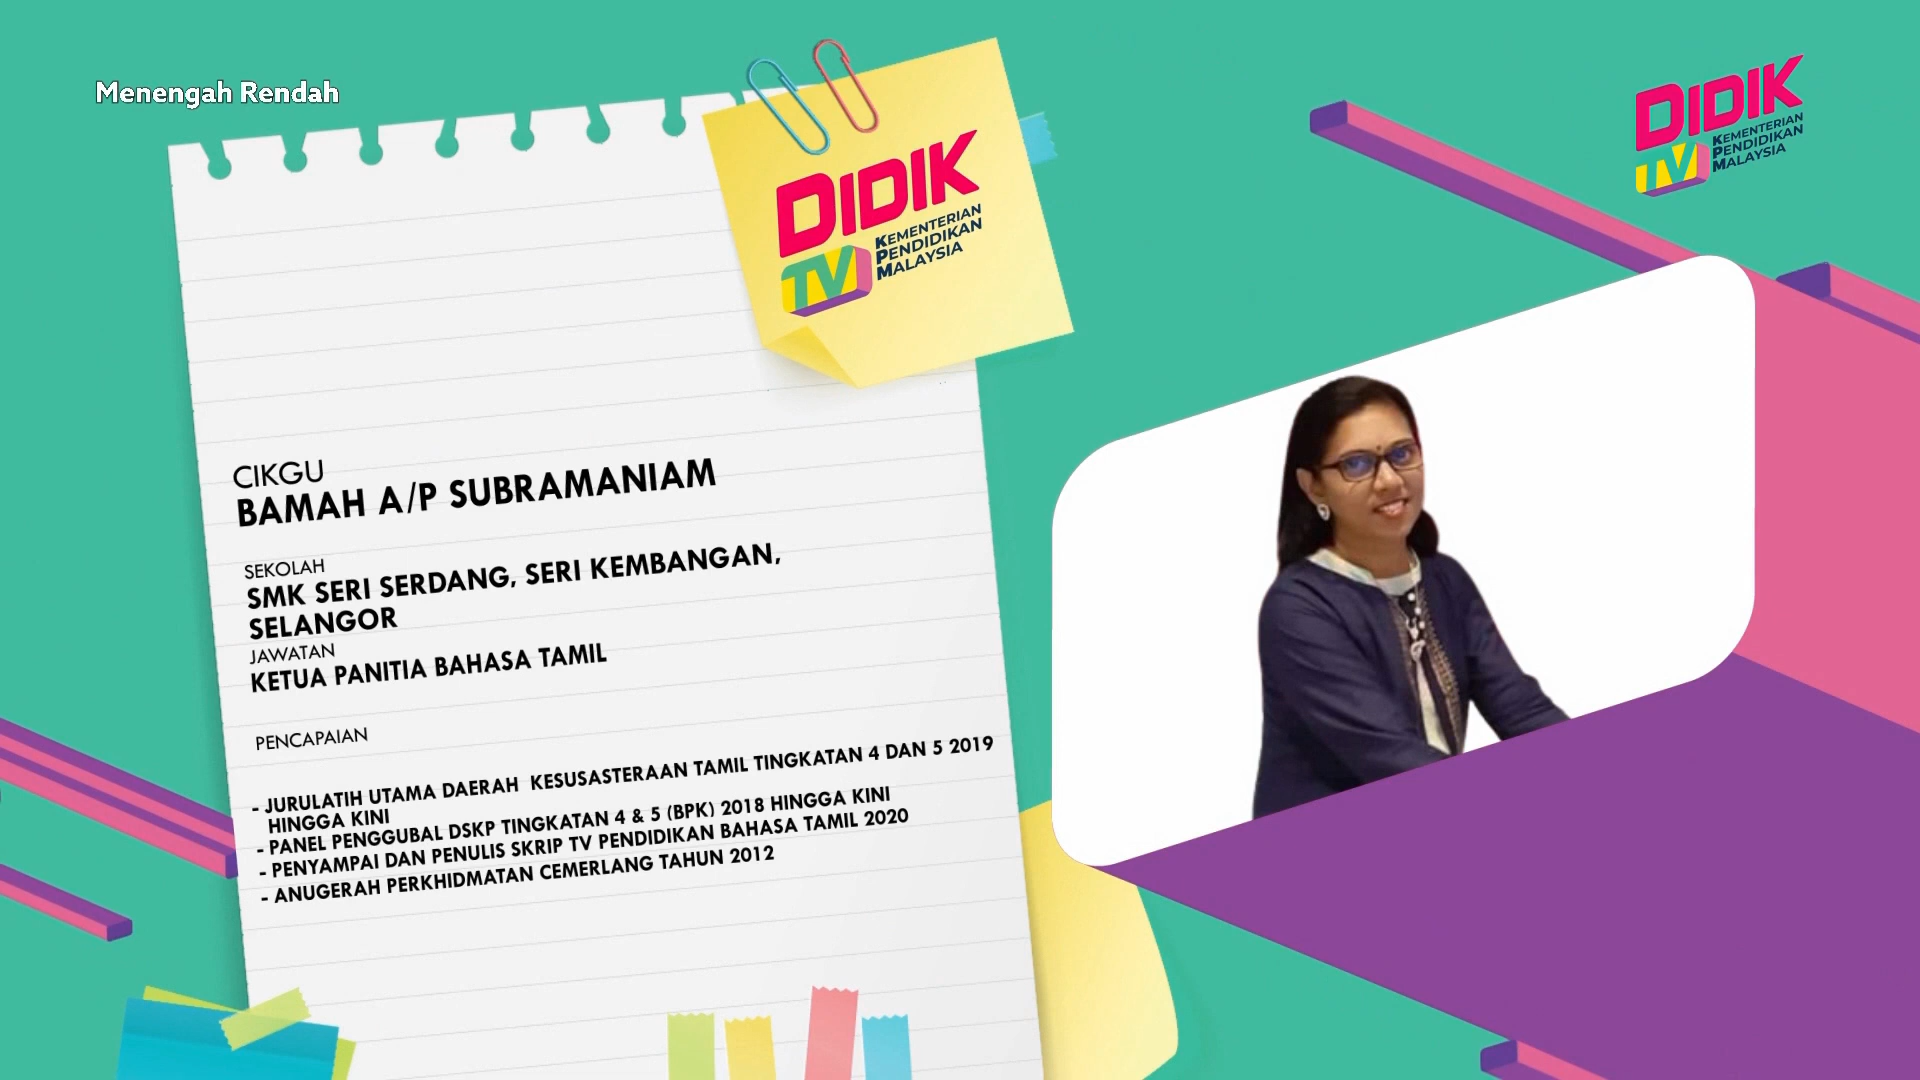 Menengah Rendah
DIDIK
TV
KEMENTERIAN
PENDIDIKAN
MALAYSIA
DIDIK
TV
KEMENTERIAN
PENDIDIKAN
MALAYSIA
CIKGU
BAMAH A/P SUBRAMANIAM
SEKOLAH
SMK SERI SERDANG, SERI KEMBANGAN,
SELANGOR
JAWATAN
KETUA PANITIA BAHASA TAMIL
PENCAPAIAN
- JURULATIH UTAMA DAERAH KESUSASTERAAN TAMIL TINGKATAN 4 DAN 5 2019
HINGGA KINI
- PANEL PENGGUBAL DSKP TINGKATAN 4 & 5 (BPK) 2018 HINGGA KINI
- PENYAMPAI DAN PENULIS SKRIP TV PENDIDIKAN BAHASA TAMIL 2020
- ANUGERAH PERKHIDMATAN CEMERLANG TAHUN 2012